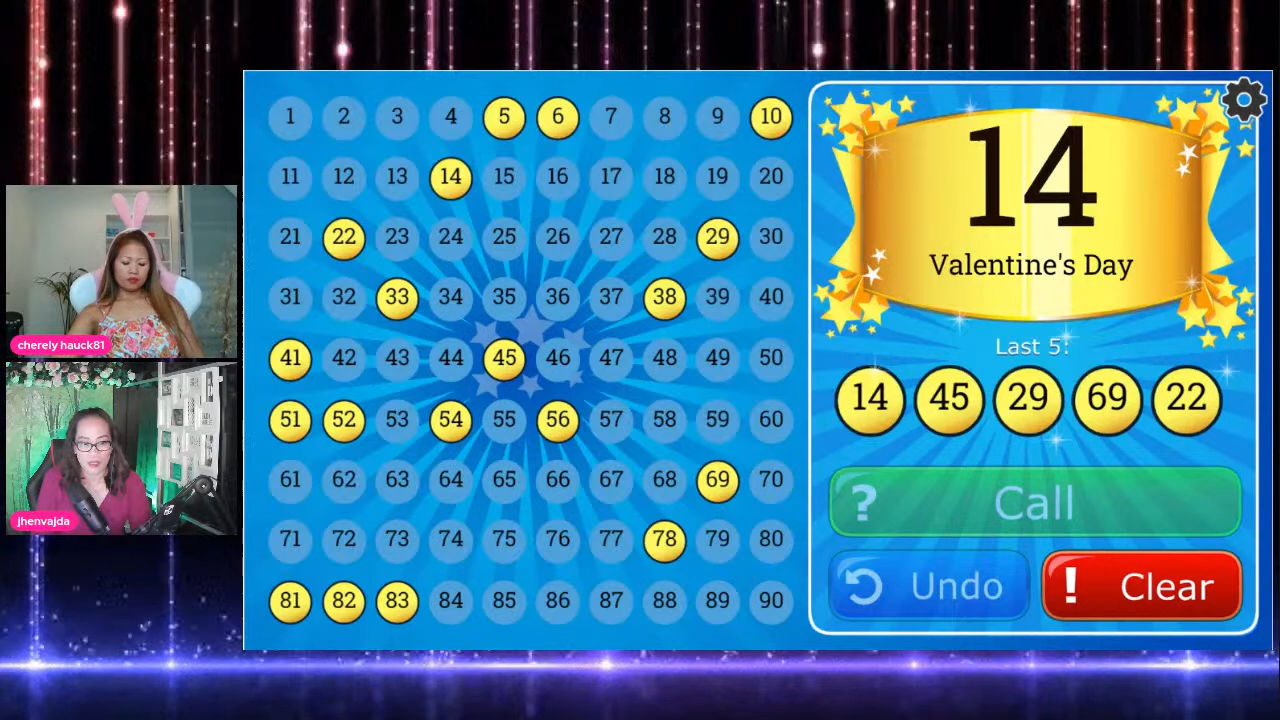 1 2 3 4 5 6 7 8 9 10
11 12 13 14 15 16 17 18 19 20
21 22 23 24 25 26 27 28 29 30
31 32 33 34 35 36 37 38 39 40
41 42 43 44 45 46 47 48 49 50
51 52 53 54 55 56 57 58 59 60
61 62 63 64 65 66 67 68 69 70
71 72 73 74 75 76 77 78 79 80
81 82 83 84 85 86 87 88 89 90
14
Valentine's Day
Last 5:
14 45 29 69 22
? Call
Undo
! Clear
cherely hauck81
jhenvajda